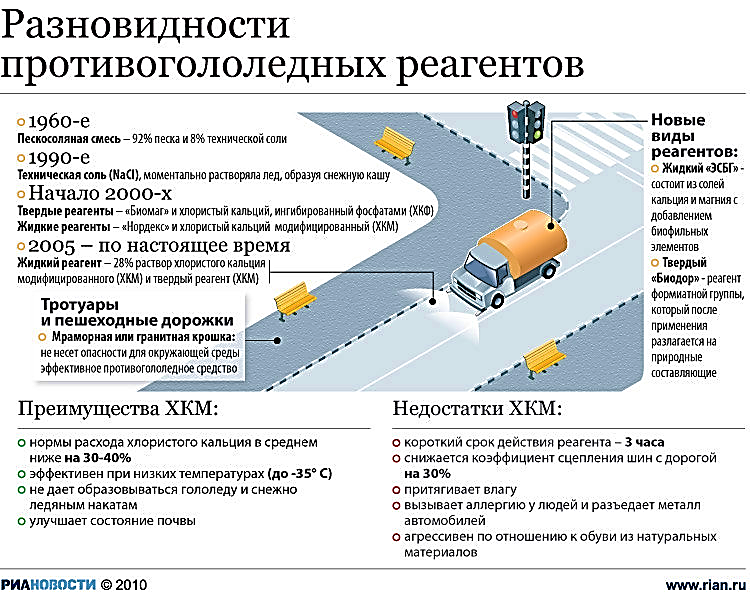 Разновидности
противогололедных реагентов
1960-е
Пескосоляная смесь – 92% песка и 8% технической соли
1990-е
Техническая соль (NaCl), моментально растворяла лед, образуя снежную кашу
Начало 2000-х
Твердые реагенты – «Биомаг» и хлористый кальций, ингибированный фосфатами (ХКФ)
Жидкие реагенты – «Нордекс» и хлористый кальций модифицированный (ХКМ)
2005 – по настоящее время
Жидкий реагент – 28% раствор хлористого кальция
модифицированного (ХКМ) и твердый реагент (ХКМ)
Тротуары
и пешеходные дорожки
Мраморная или гранитная крошка:
не несет опасности для окружающей среды
эффективное противогололедное средство
Новые
виды
реагентов:
Жидкий «ЭСБГ» -
состоит из солей
кальция и магния с
добавлением
биофильных
элементов
Твердый
«Биодор» - реагент
формиатной группы,
который после
применения
разлагается на
природные
составляющие
Преимущества ХКМ:
нормы расхода хлористого кальция в среднем
ниже на 30-40%
эффективен при низких температурах (до -35° С)
не дает образовываться гололеду и снежно
ледяным накатам
улучшает состояние почвы
Недостатки ХКМ:
короткий срок действия реагента – 3 часа
снижается коэффициент сцепления шин с дорогой
на 30%
притягивает влагу
вызывает аллергию у людей и разъедает металл
автомобилей
агрессивен по отношению к обуви из натуральных
материалов
РИАНОВОСТИ © 2010
www.rian.ru